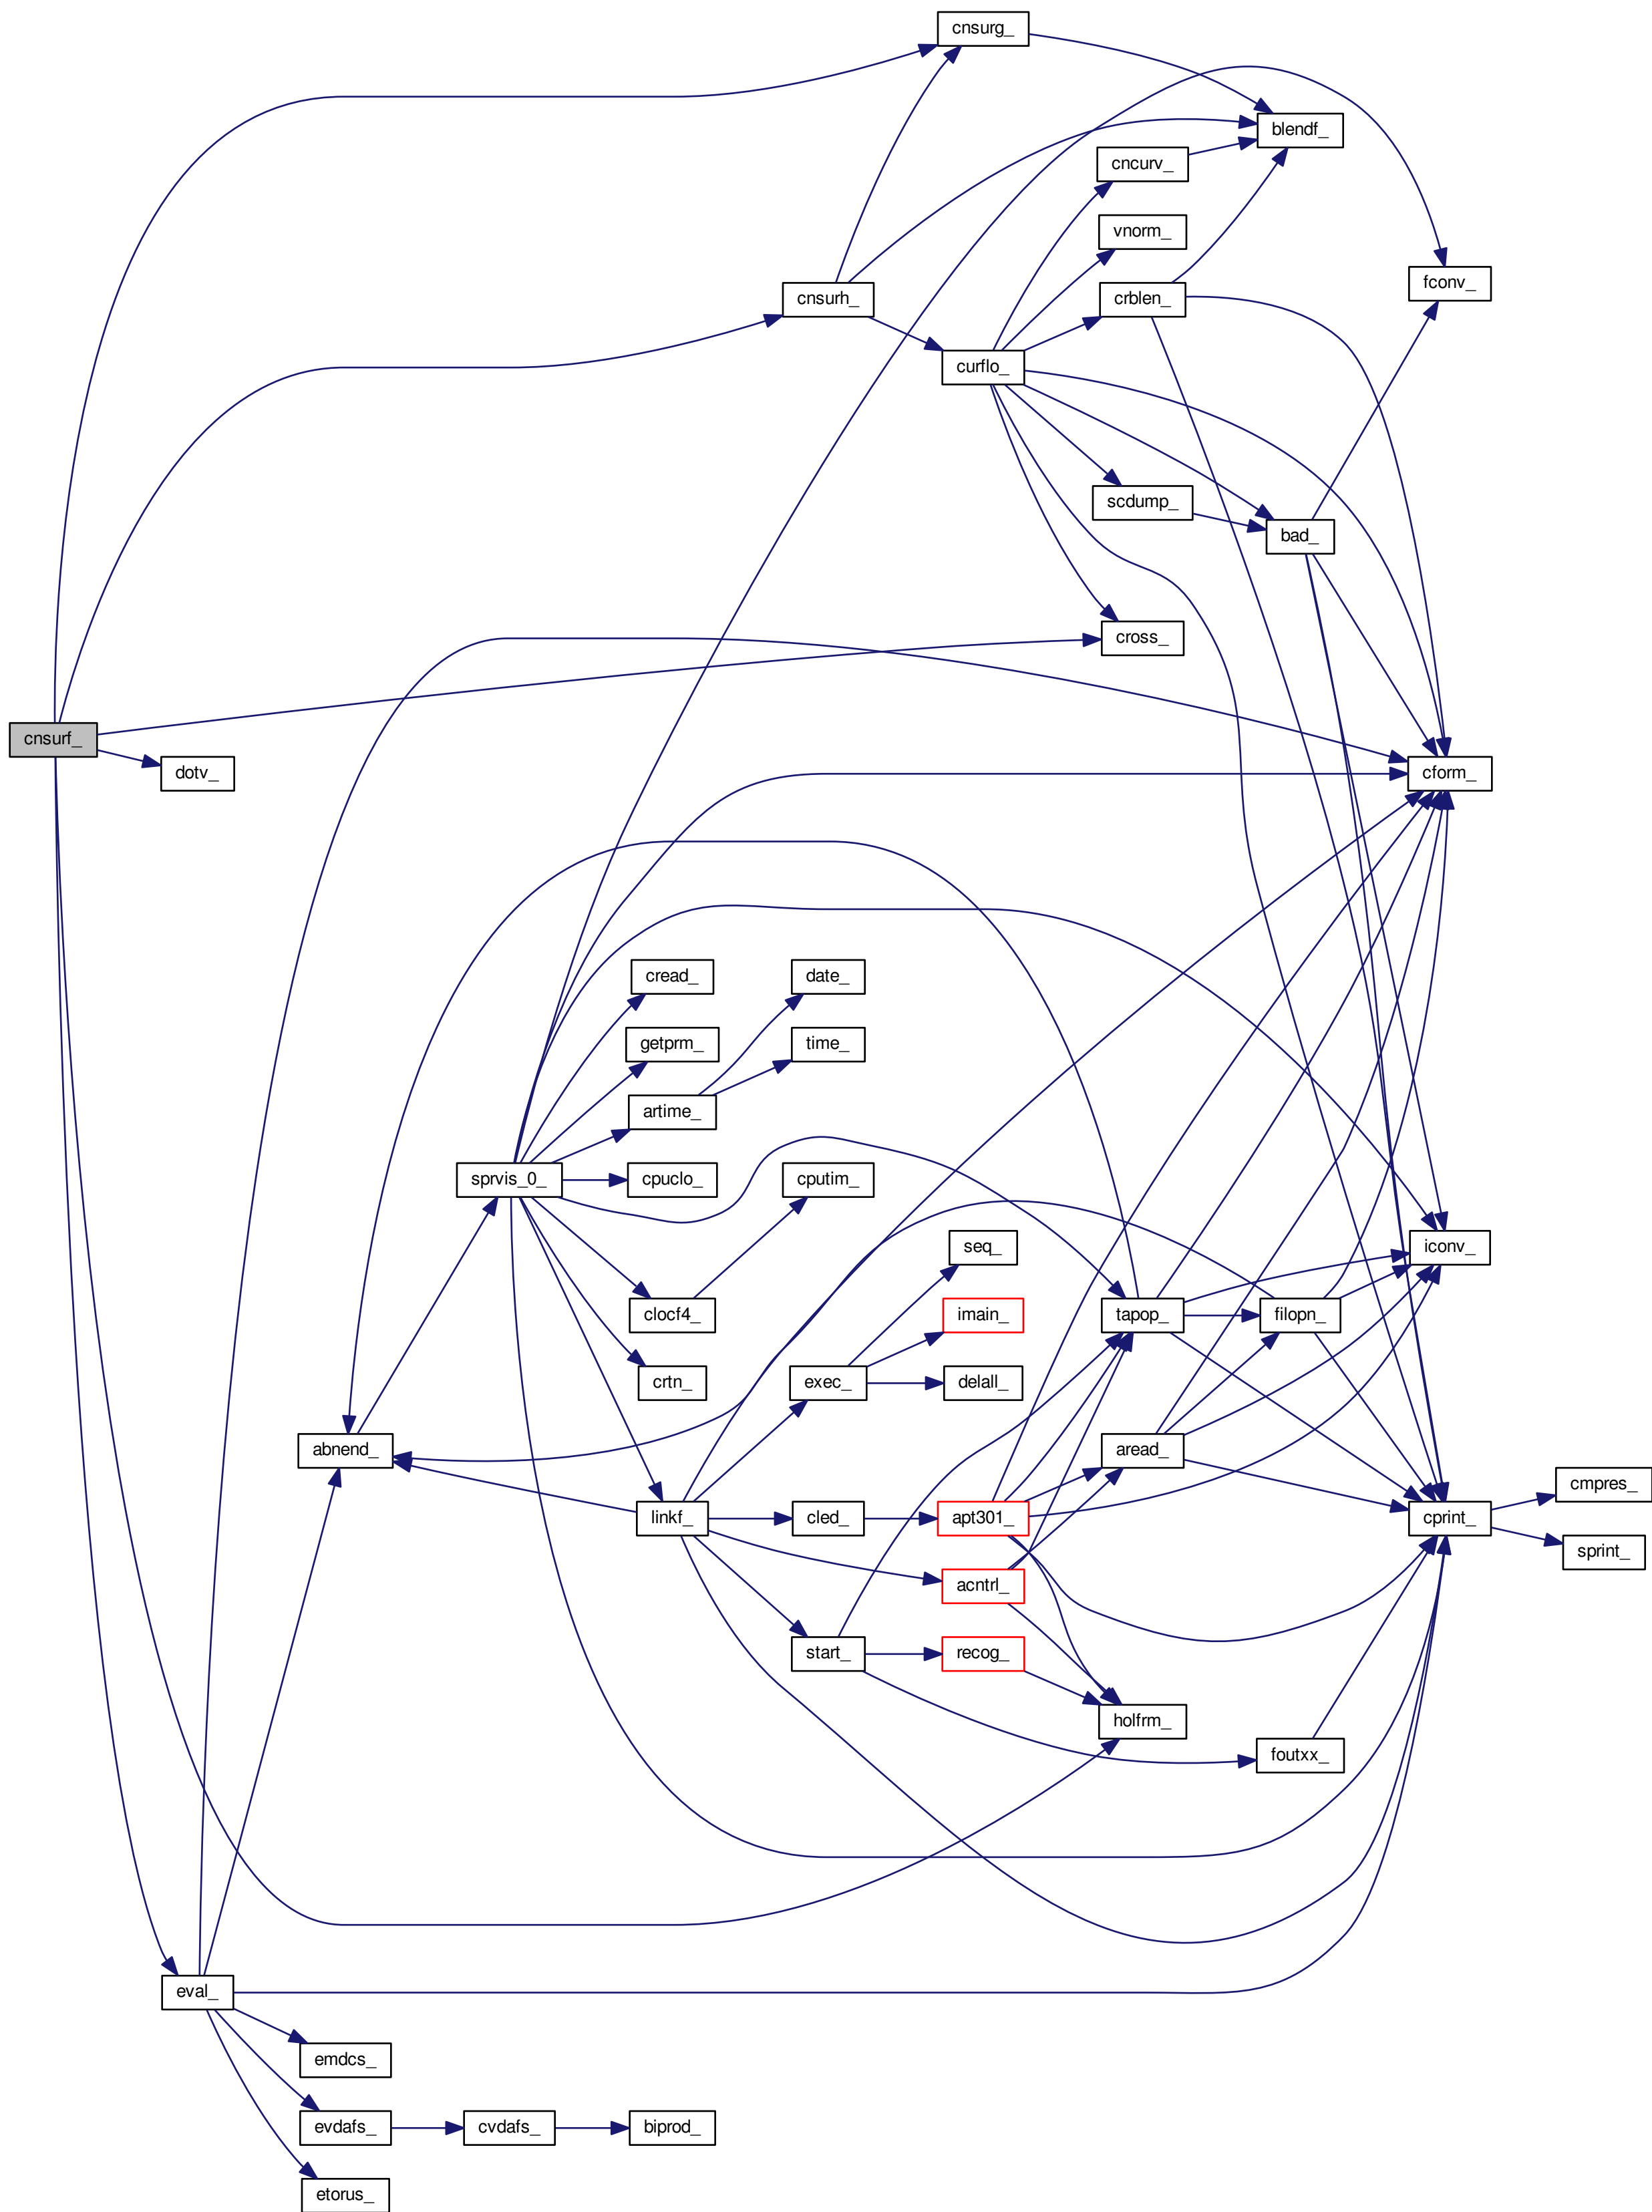 cnsurg_
blendf_
cncurv_
vnorm_
fconv_
cnsurh_
crblen_
curflo_
scdump_
bad_
cross_
cnsurf_
dotv_
cform_
cread_
date_
getprm_
time_
artime_
sprvis_0_
cpuclo_
cputim_
seq_
iconv_
clocf4_
imain_
tapop_
filopn_
crtn_
exec_
delall_
abnend_
aread_
cmpres_
linkf_
cled_
apt301_
cprint_
sprint_
acntrl_
start_
recog_
holfrm_
foutxx_
eval_
emdcs_
evdafs_
cvdafs_
biprod_
etorus_